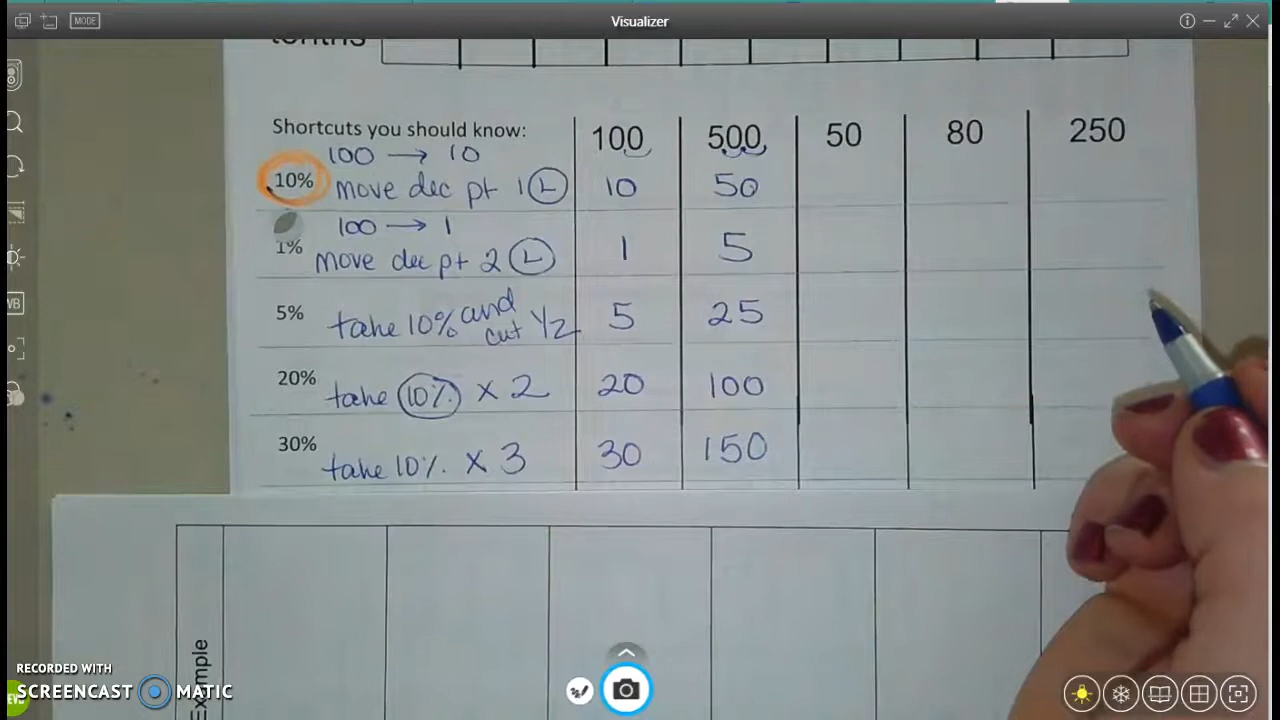 MODE
Visualizer
tenths
Shortcuts you should know:
100 500 50 80 250
100 → 10
10% move dec pt 1 L 10 50
100 → 1
1% move dec pt 2 L 1 5
5% take 10% and cut 1/2 5 25
20% take 10% x 2 20 100
30% take 10% x 3 30 150
Example
RECORDED WITH
SCREENCAST MATIC